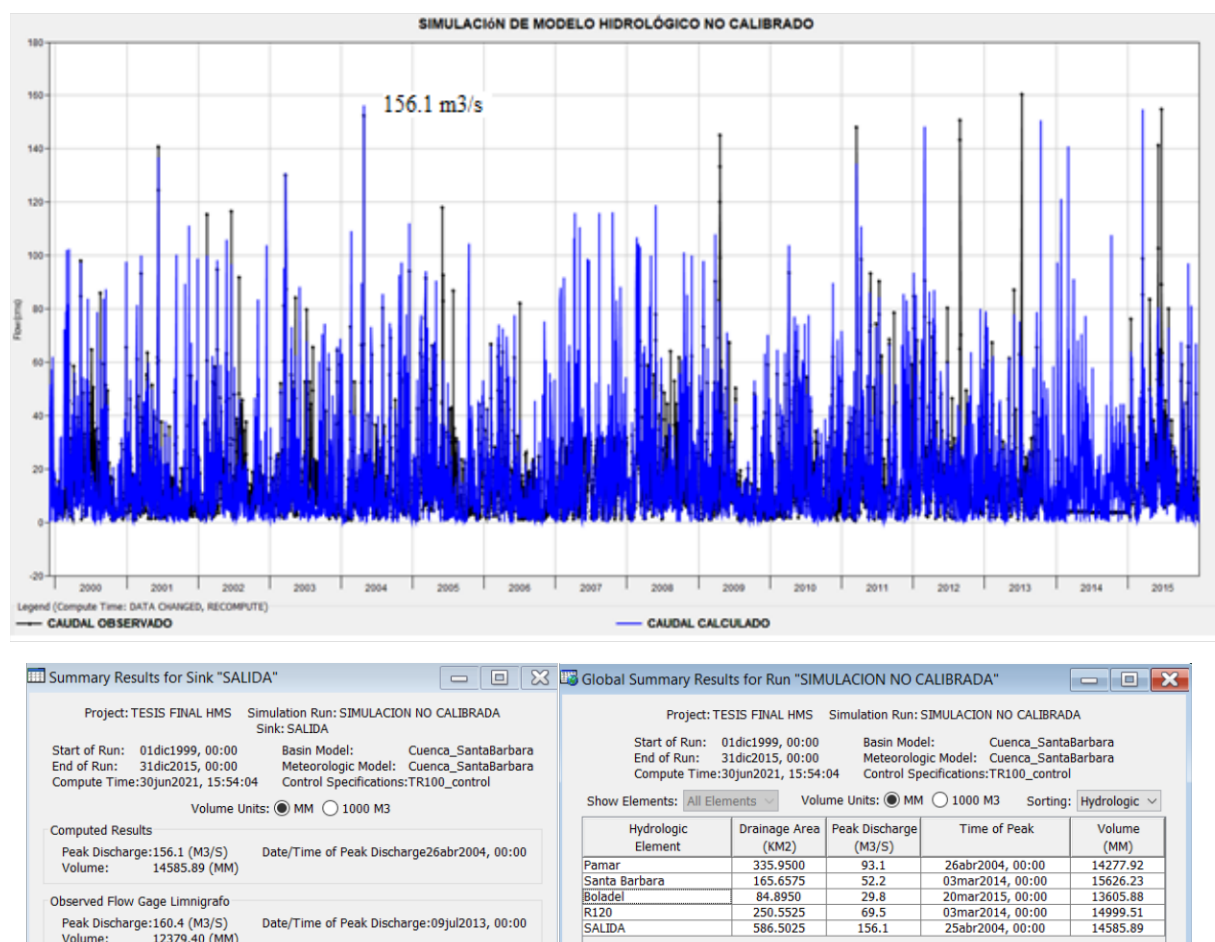 SIMULACIóN DE MODELO HIDROLÓGICO NO CALIBRADO
180
160
156.1 m3/s
140
120
100
80
Flow (cms)
60
40
20
0
-20
2000 2001 2002 2003 2004 2005 2006 2007 2008 2009 2010 2011 2012 2013 2014 2015
Legend (Compute Time: DATA CHANGED, RECOMPUTE)
CAUDAL OBSERVADO CAUDAL CALCULADO
Summary Results for Sink "SALIDA"
Project: TESIS FINAL HMS Simulation Run: SIMULACION NO CALIBRADA
Sink: SALIDA
Start of Run: 01dic1999, 00:00 Basin Model: Cuenca_SantaBarbara
End of Run: 31dic2015, 00:00 Meteorologic Model: Cuenca_SantaBarbara
Compute Time:30jun2021, 15:54:04 Control Specifications:TR100_control
Volume Units: MM 1000 M3
Computed Results
Peak Discharge:156.1 (M3/S) Date/Time of Peak Discharge26abr2004, 00:00
Volume: 14585.89 (MM)
Observed Flow Gage Limnigrafo
Peak Discharge:160.4 (M3/S) Date/Time of Peak Discharge:09jul2013, 00:00
Volume: 12379.40 (MM)
Global Summary Results for Run "SIMULACION NO CALIBRADA"
Project: TESIS FINAL HMS Simulation Run: SIMULACION NO CALIBRADA
Start of Run: 01dic1999, 00:00 Basin Model: Cuenca_SantaBarbara
End of Run: 31dic2015, 00:00 Meteorologic Model: Cuenca_SantaBarbara
Compute Time:30jun2021, 15:54:04 Control Specifications:TR100_control
Show Elements: All Elements Volume Units: MM 1000 M3 Sorting: Hydrologic
Hydrologic Drainage Area Peak Discharge Time of Peak Volume
Element (KM2) (M3/S) (MM)
Pamar 335.9500 93.1 26abr2004, 00:00 14277.92
Santa Barbara 165.6575 52.2 03mar2014, 00:00 15626.23
Boladel 84.8950 29.8 20mar2015, 00:00 13605.88
R120 250.5525 69.5 03mar2014, 00:00 14999.51
SALIDA 586.5025 156.1 25abr2004, 00:00 14585.89